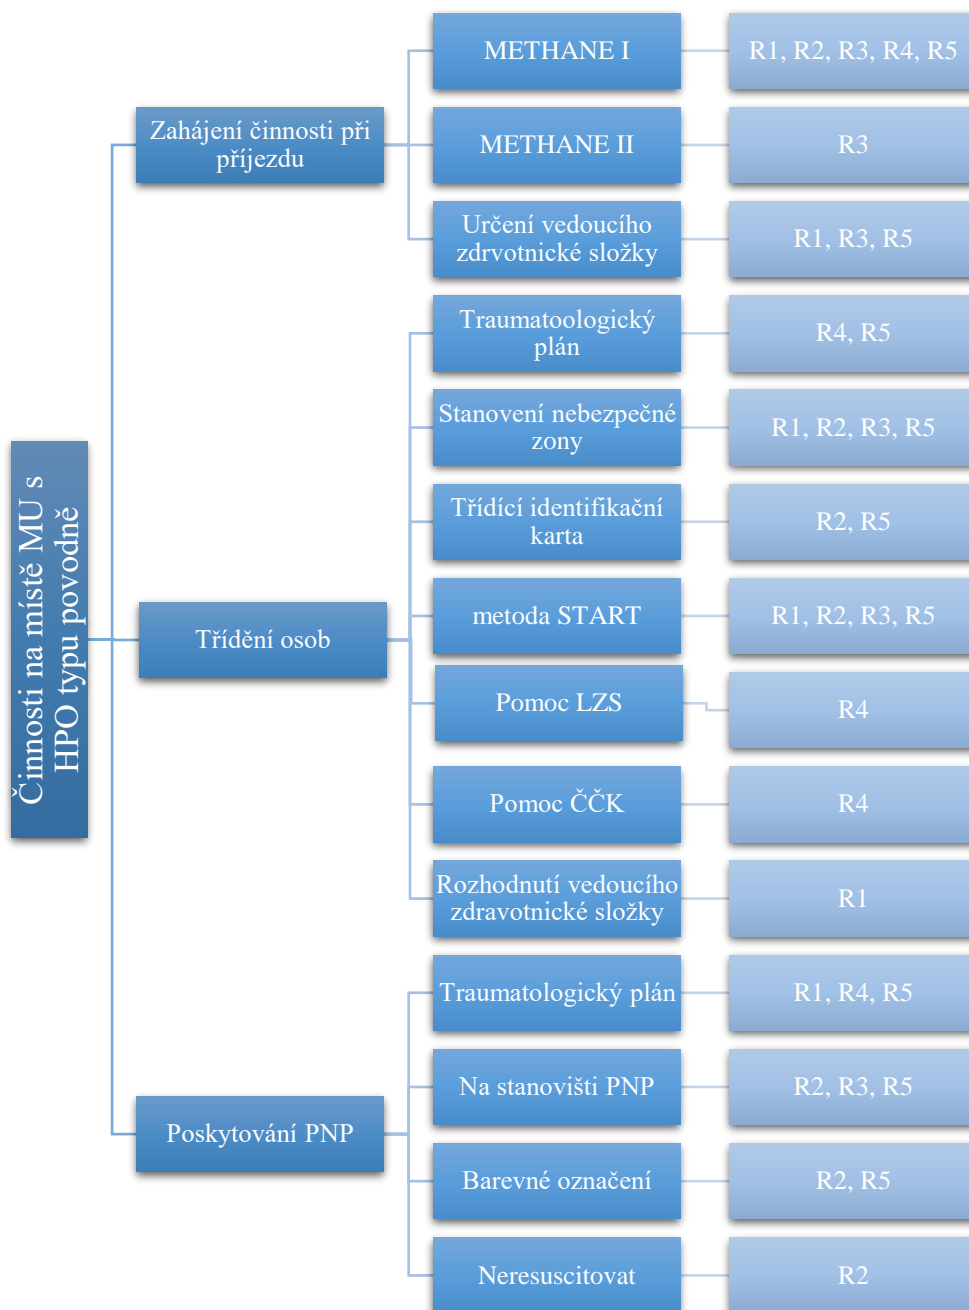 Činnosti na místě MU s
HPO typu povodně
Zahájení činnosti při
příjezdu
METHANE I
R1, R2, R3, R4, R5
METHANE II
R3
Určení vedoucího
zdrvotnické složky
R1, R3, R5
Třídění osob
Traumatoologický
plán
R4, R5
Stanovení nebezpečné
zony
R1, R2, R3, R5
Třídící identifikační
karta
R2, R5
metoda START
R1, R2, R3, R5
Pomoc LZS
R4
Pomoc ČČK
R4
Rozhodnutí vedoucího
zdravotnické složky
R1
Poskytování PNP
Traumatologický plán
R1, R4, R5
Na stanovišti PNP
R2, R3, R5
Barevné označení
R2, R5
Neresuscitovat
R2